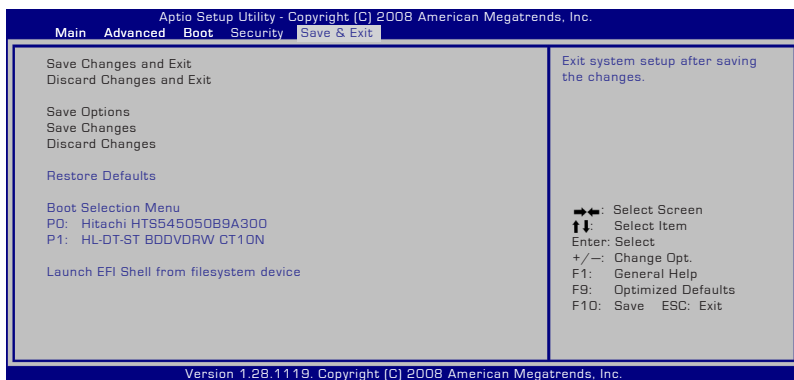 Aptio Setup Utility - Copyright (C) 2008 American Megatrends, Inc.
Main Advanced Boot Security Save & Exit
Save Changes and Exit
Discard Changes and Exit
Save Options
Save Changes
Discard Changes
Restore Defaults
Boot Selection Menu
P0: Hitachi HTS545050B9A300
P1: HL-DT-ST BDDVDRW CT10N
Launch EFI Shell from filesystem device
Exit system setup after saving
the changes.
→←: Select Screen
↑↓: Select Item
Enter: Select
+/—: Change Opt.
F1: General Help
F9: Optimized Defaults
F10: Save ESC: Exit
Version 1.28.1119. Copyright (C) 2008 American Megatrends, Inc.